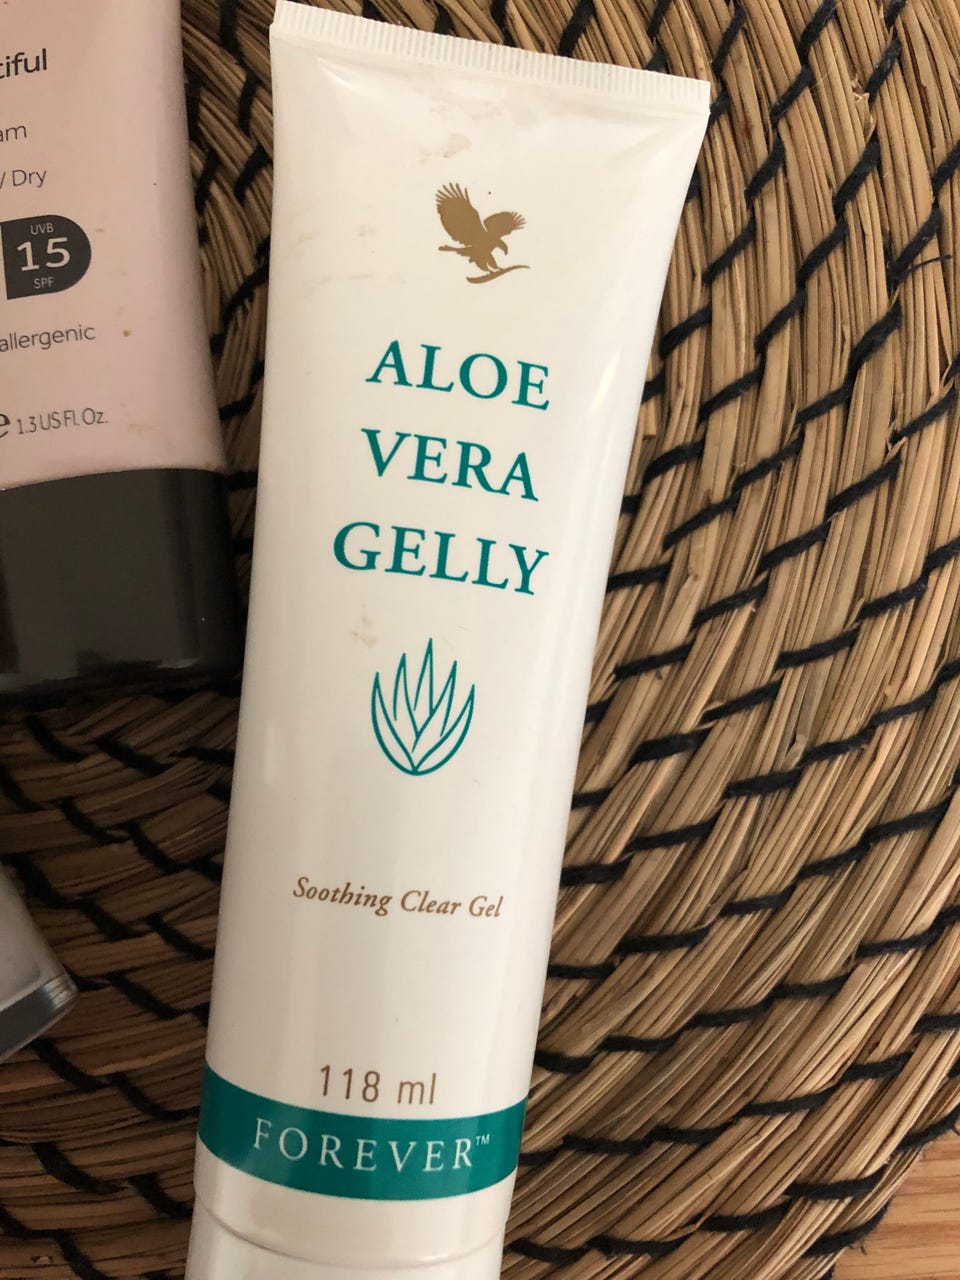 tiful
am
/ Dry
UVB
15
SPF
allergenic
e 1.3 US Fl. Oz.
ALOE
VERA
GELLY
Soothing Clear Gel
118 ml
FOREVER™